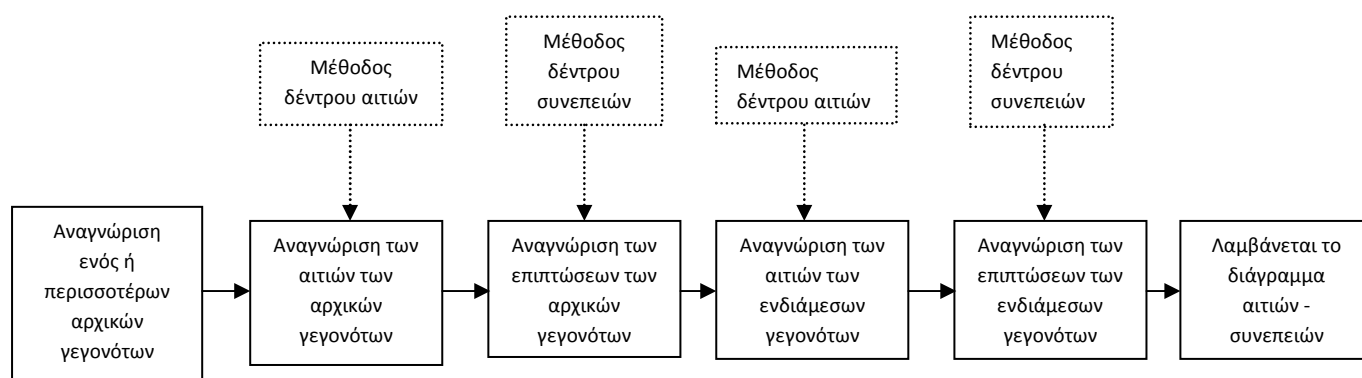 Μέθοδος
δέντρου αιτιών
Μέθοδος
δέντρου
συνεπειών
Μέθοδος
δέντρου αιτιών
Μέθοδος
δέντρου
συνεπειών
Αναγνώριση
ενός ή
περισσοτέρων
αρχικών
γεγονότων
Αναγνώριση των
αιτιών των
αρχικών
γεγονότων
Αναγνώριση των
επιπτώσεων των
αρχικών
γεγονότων
Αναγνώριση των
αιτιών των
ενδιάμεσων
γεγονότων
Αναγνώριση των
επιπτώσεων των
ενδιάμεσων
γεγονότων
Λαμβάνεται το
διάγραμμα
αιτιών -
συνεπειών